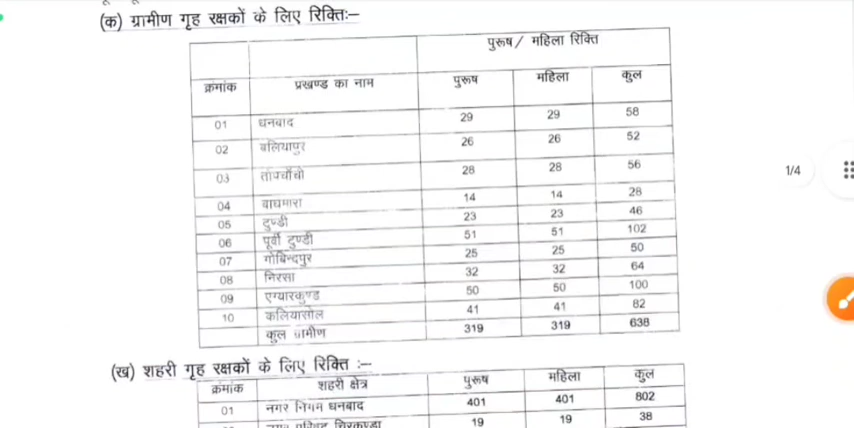 (क) ग्रामीण गृह रक्षकों के लिए रिक्तिः—
पुरूष / महिला रिक्ति
क्रमांक प्रखण्ड का नाम पुरूष महिला कुल
01 धनबाद 29 29 58
02 बलियापुर 26 26 52
03 तोपचाँची 28 28 56
04 बाघमारा 14 14 28
05 टुण्डी 23 23 46
06 पूर्वी टुण्डी 51 51 102
07 गोबिन्दपुर 25 25 50
08 निरसा 32 32 64
09 एग्यारकुण्ड 50 50 100
10 कलियासोल 41 41 82
कुल ग्रामीण 319 319 638
1/4
(ख) शहरी गृह रक्षकों के लिए रिक्ति :—
क्रमांक शहरी क्षेत्र पुरूष महिला कुल
01 नगर निगम धनबाद 401 401 802
19 19 38